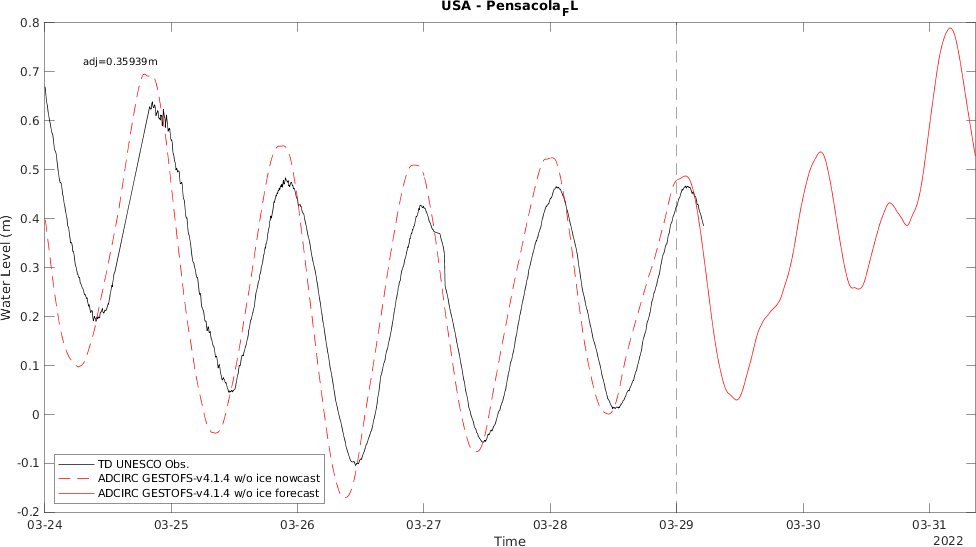 USA - Pensacola_FL
adj=0.35939m
0.8
0.7
0.6
0.5
0.4
0.3
0.2
0.1
0
-0.1
-0.2
Water Level (m)
TD UNESCO Obs.
ADCIRC GESTOFS-v4.1.4 w/o ice nowcast
ADCIRC GESTOFS-v4.1.4 w/o ice forecast
03-24 03-25 03-26 03-27 03-28 03-29 03-30 03-31
Time 2022